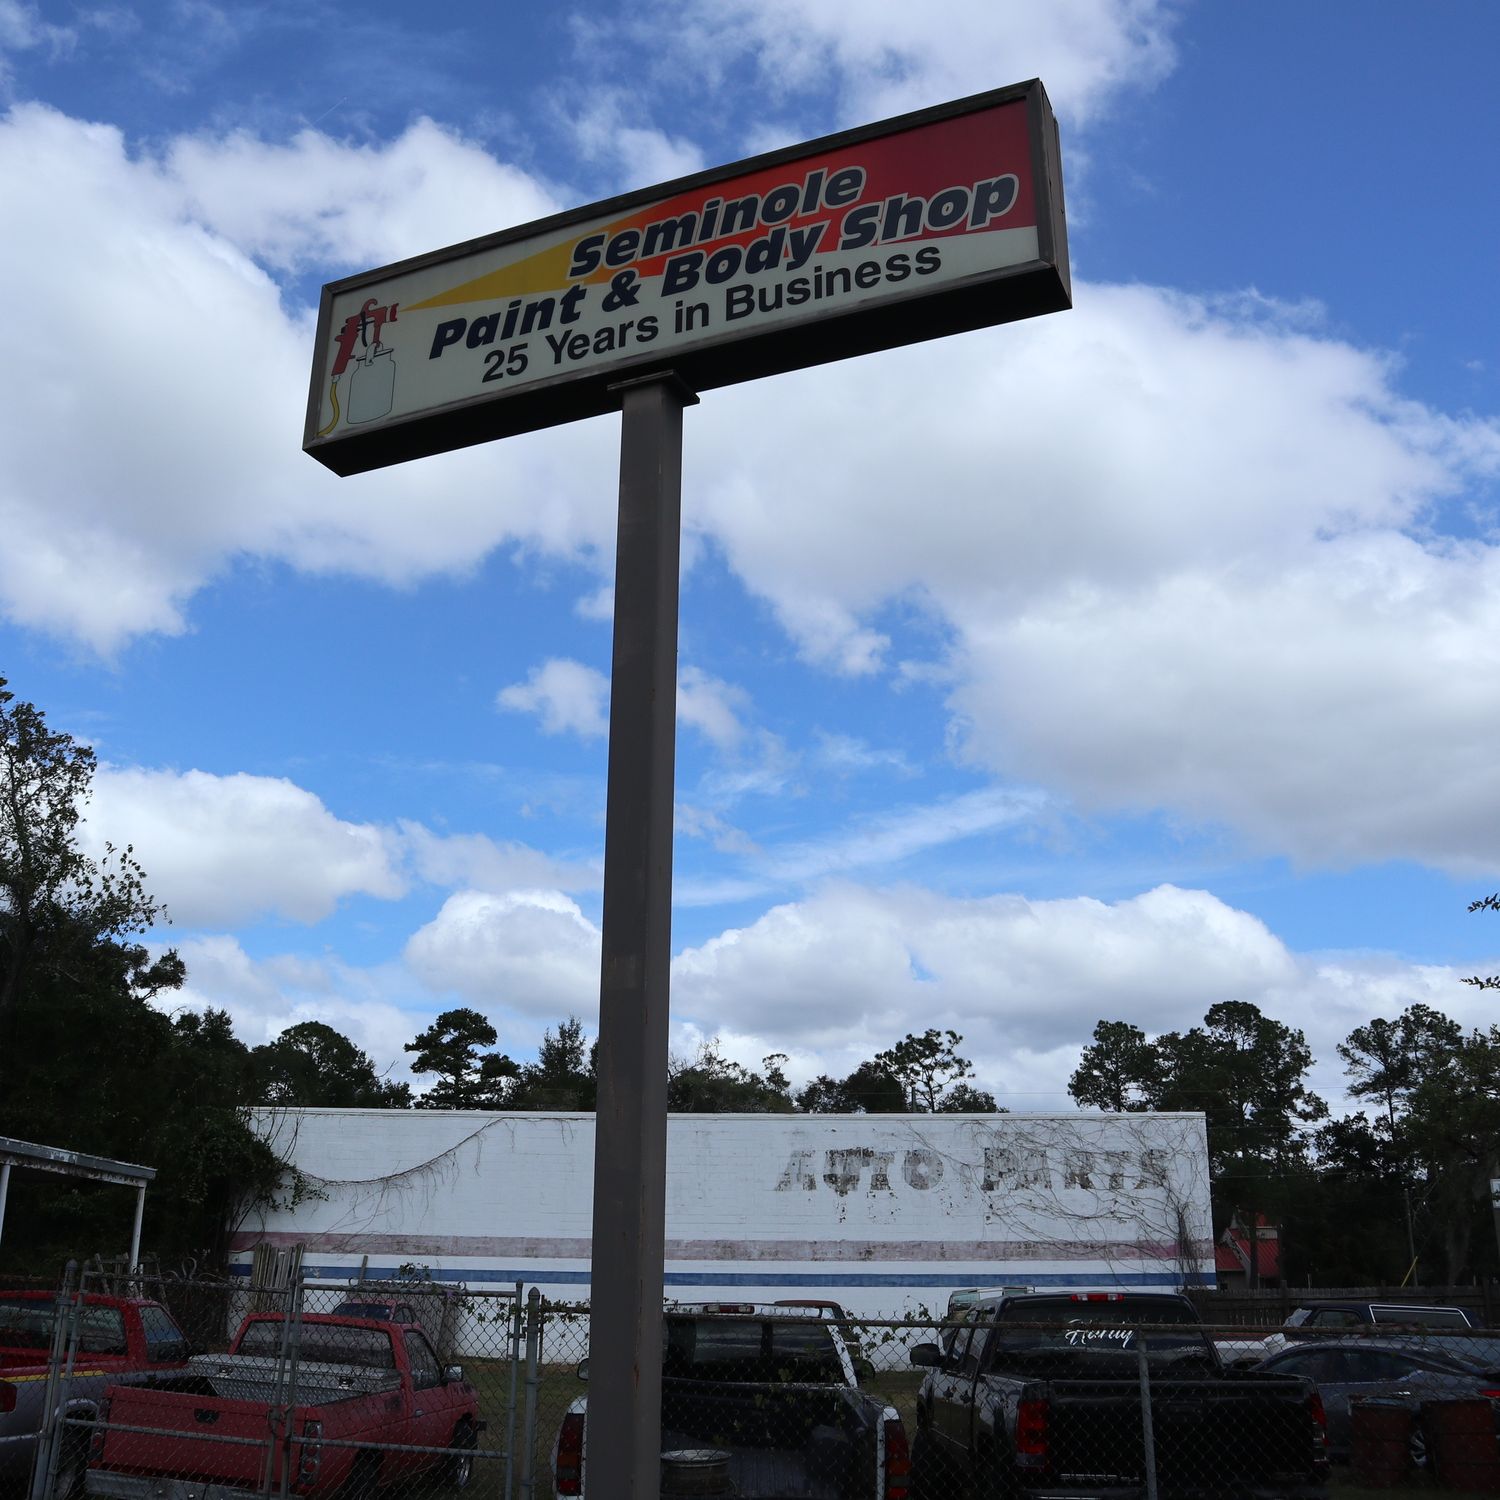 Seminole
Paint & Body Shop
25 Years in Business
AUTO PARTS